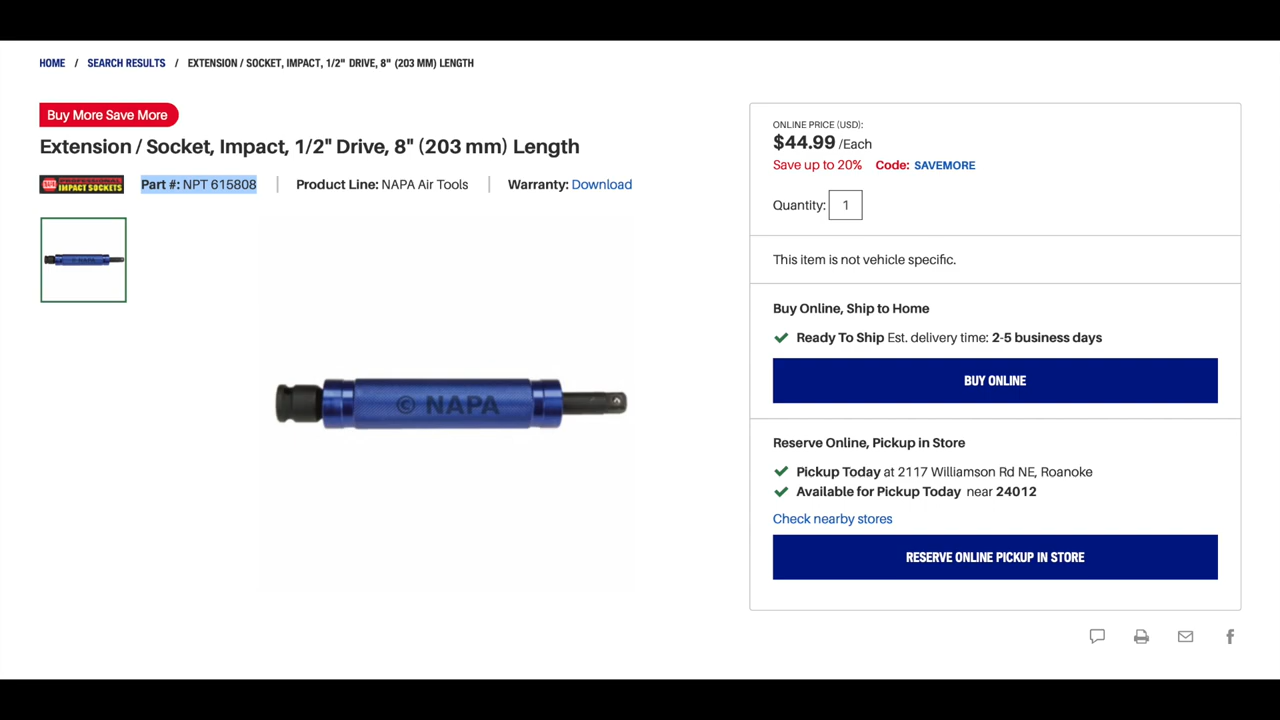 HOME / SEARCH RESULTS / EXTENSION / SOCKET, IMPACT, 1/2" DRIVE, 8" (203 MM) LENGTH
Buy More Save More
Extension / Socket, Impact, 1/2" Drive, 8" (203 mm) Length
PROFESSIONAL
IMPACT SOCKETS
Part #: NPT 615808 | Product Line: NAPA Air Tools | Warranty: Download
© NAPA
© NAPA
ONLINE PRICE (USD):
$44.99 /Each
Save up to 20% Code: SAVEMORE
Quantity: 1
This item is not vehicle specific.
Buy Online, Ship to Home
Ready To Ship Est. delivery time: 2-5 business days
BUY ONLINE
Reserve Online, Pickup in Store
Pickup Today at 2117 Williamson Rd NE, Roanoke
Available for Pickup Today near 24012
Check nearby stores
RESERVE ONLINE PICKUP IN STORE